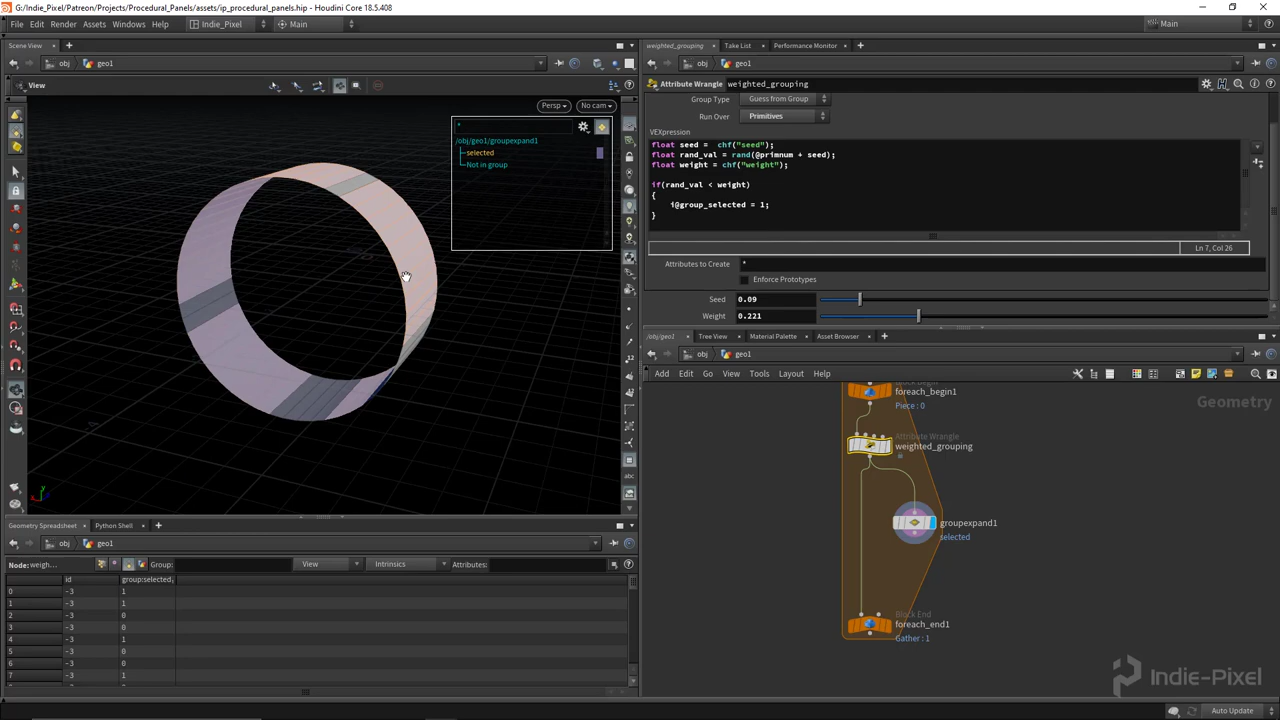 G:/Indie_Pixel/Patreon/Projects/Procedural_Panels/assets/ip_procedural_panels.hip - Houdini Core 18.5.408
File Edit Render Assets Windows Help Indie_Pixel Main Main
Scene View
obj geo1
View
Persp No cam
*
/obj/geo1/groupexpand1
selected
Not in group
abc
Geometry Spreadsheet Python Shell
obj geo1
Node: weigh... Group: View Intrinsics Attributes:
id group:selected
0 -3 1
1 -3 1
2 -3 0
3 -3 0
4 -3 1
5 -3 0
6 -3 0
7 -3 1
weighted_grouping Take List Performance Monitor
obj geo1
Attribute Wrangle weighted_grouping
Group Type Guess from Group
Run Over Primitives
VEXpression
float seed = chf("seed");
float rand_val = rand(@primnum + seed);
float weight = chf("weight");
if(rand_val < weight)
{
i@group_selected = 1;
}
Ln 7, Col 26
Attributes to Create *
Enforce Prototypes
Seed 0.09
Weight 0.221
/obj/geo1 Tree View Material Palette Asset Browser
obj geo1
Add Edit Go View Tools Layout Help
Geometry
Block Begin
foreach_begin1
Piece : 0
Attribute Wrangle
weighted_grouping
groupexpand1
selected
Block End
foreach_end1
Gather : 1
Indie-Pixel
Auto Update